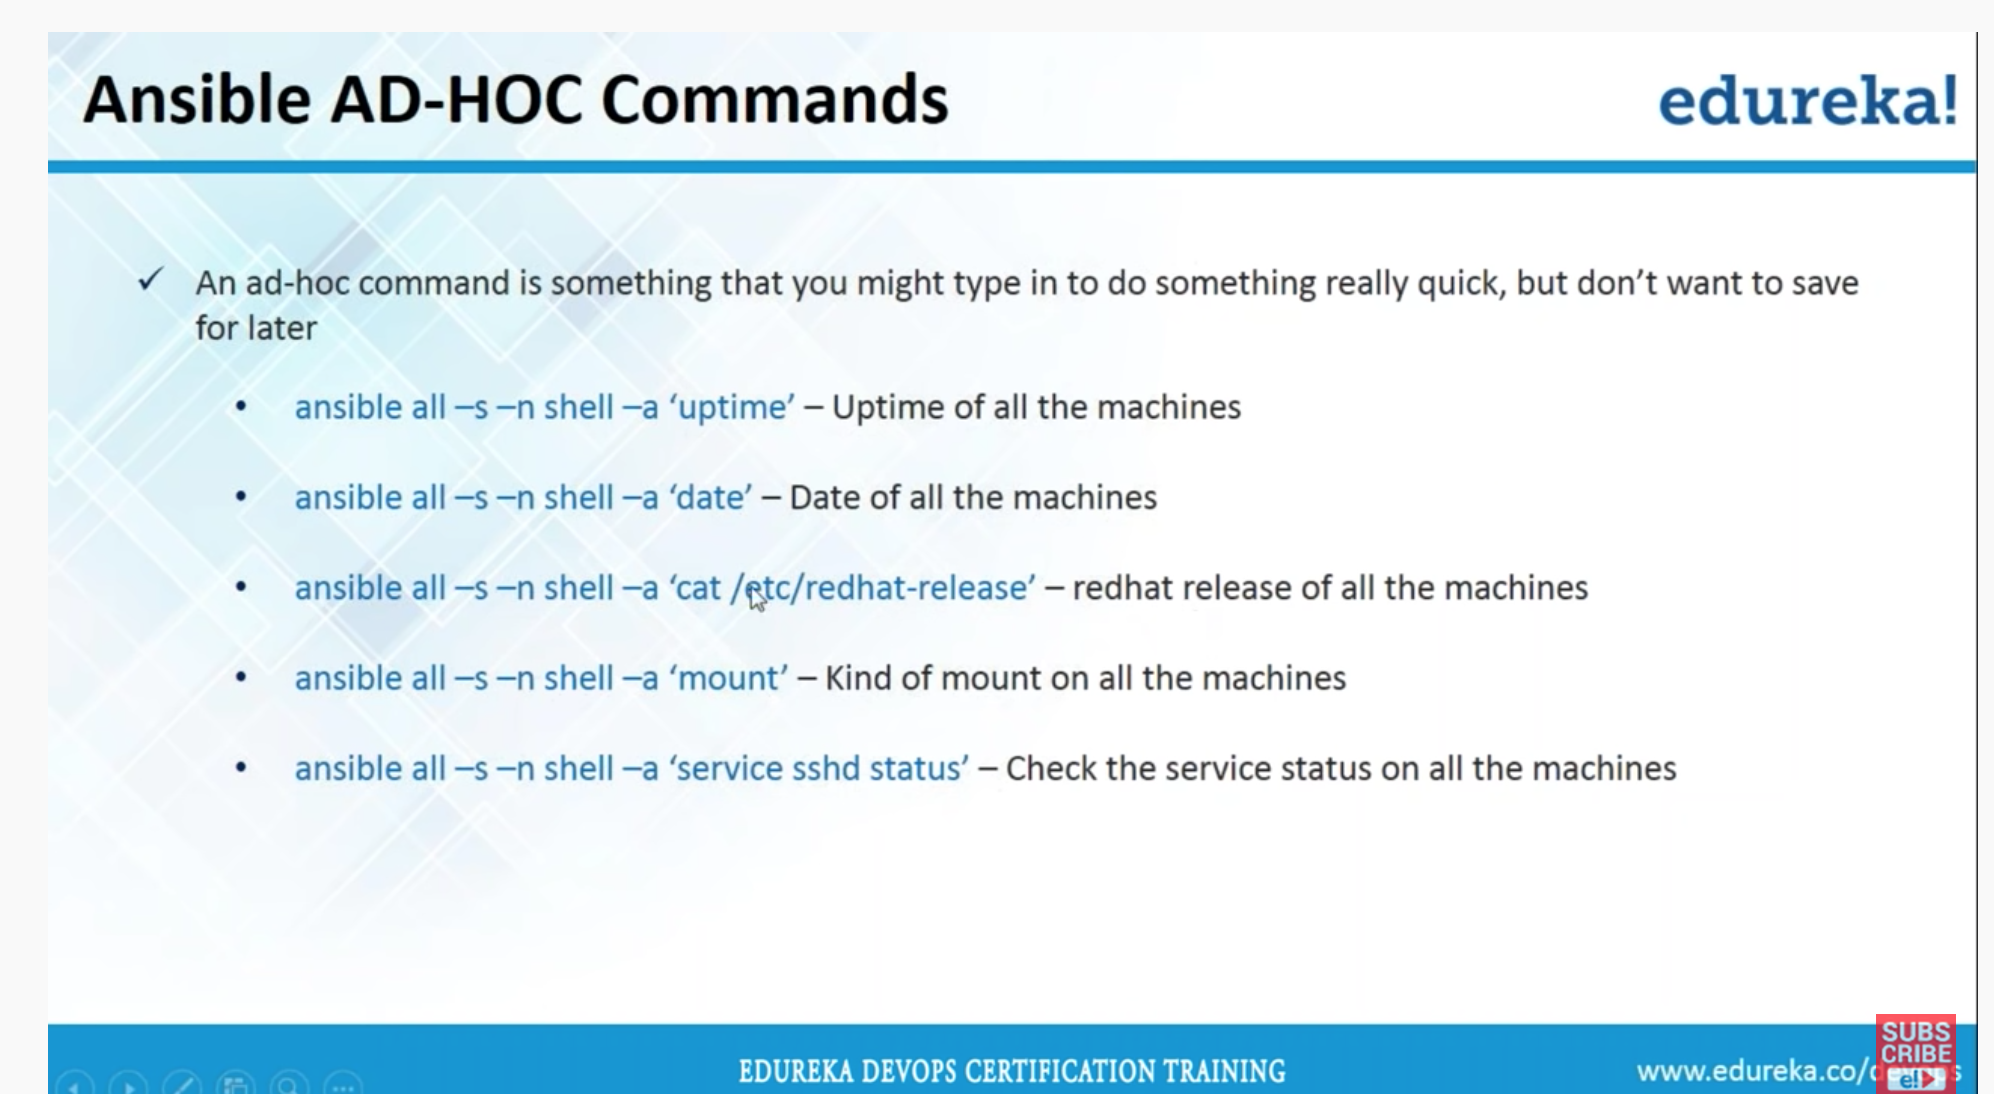 Ansible AD-HOC Commands
edureka!
✓ An ad-hoc command is something that you might type in to do something really quick, but don’t want to save
for later
• ansible all –s –n shell –a ‘uptime’ – Uptime of all the machines
• ansible all –s –n shell –a ‘date’ – Date of all the machines
• ansible all –s –n shell –a ‘cat /etc/redhat-release’ – redhat release of all the machines
• ansible all –s –n shell –a ‘mount’ – Kind of mount on all the machines
• ansible all –s –n shell –a ‘service sshd status’ – Check the service status on all the machines
EDUREKA DEVOPS CERTIFICATION TRAINING
www.edureka.co/devops
SUBS
CRIBE
e!